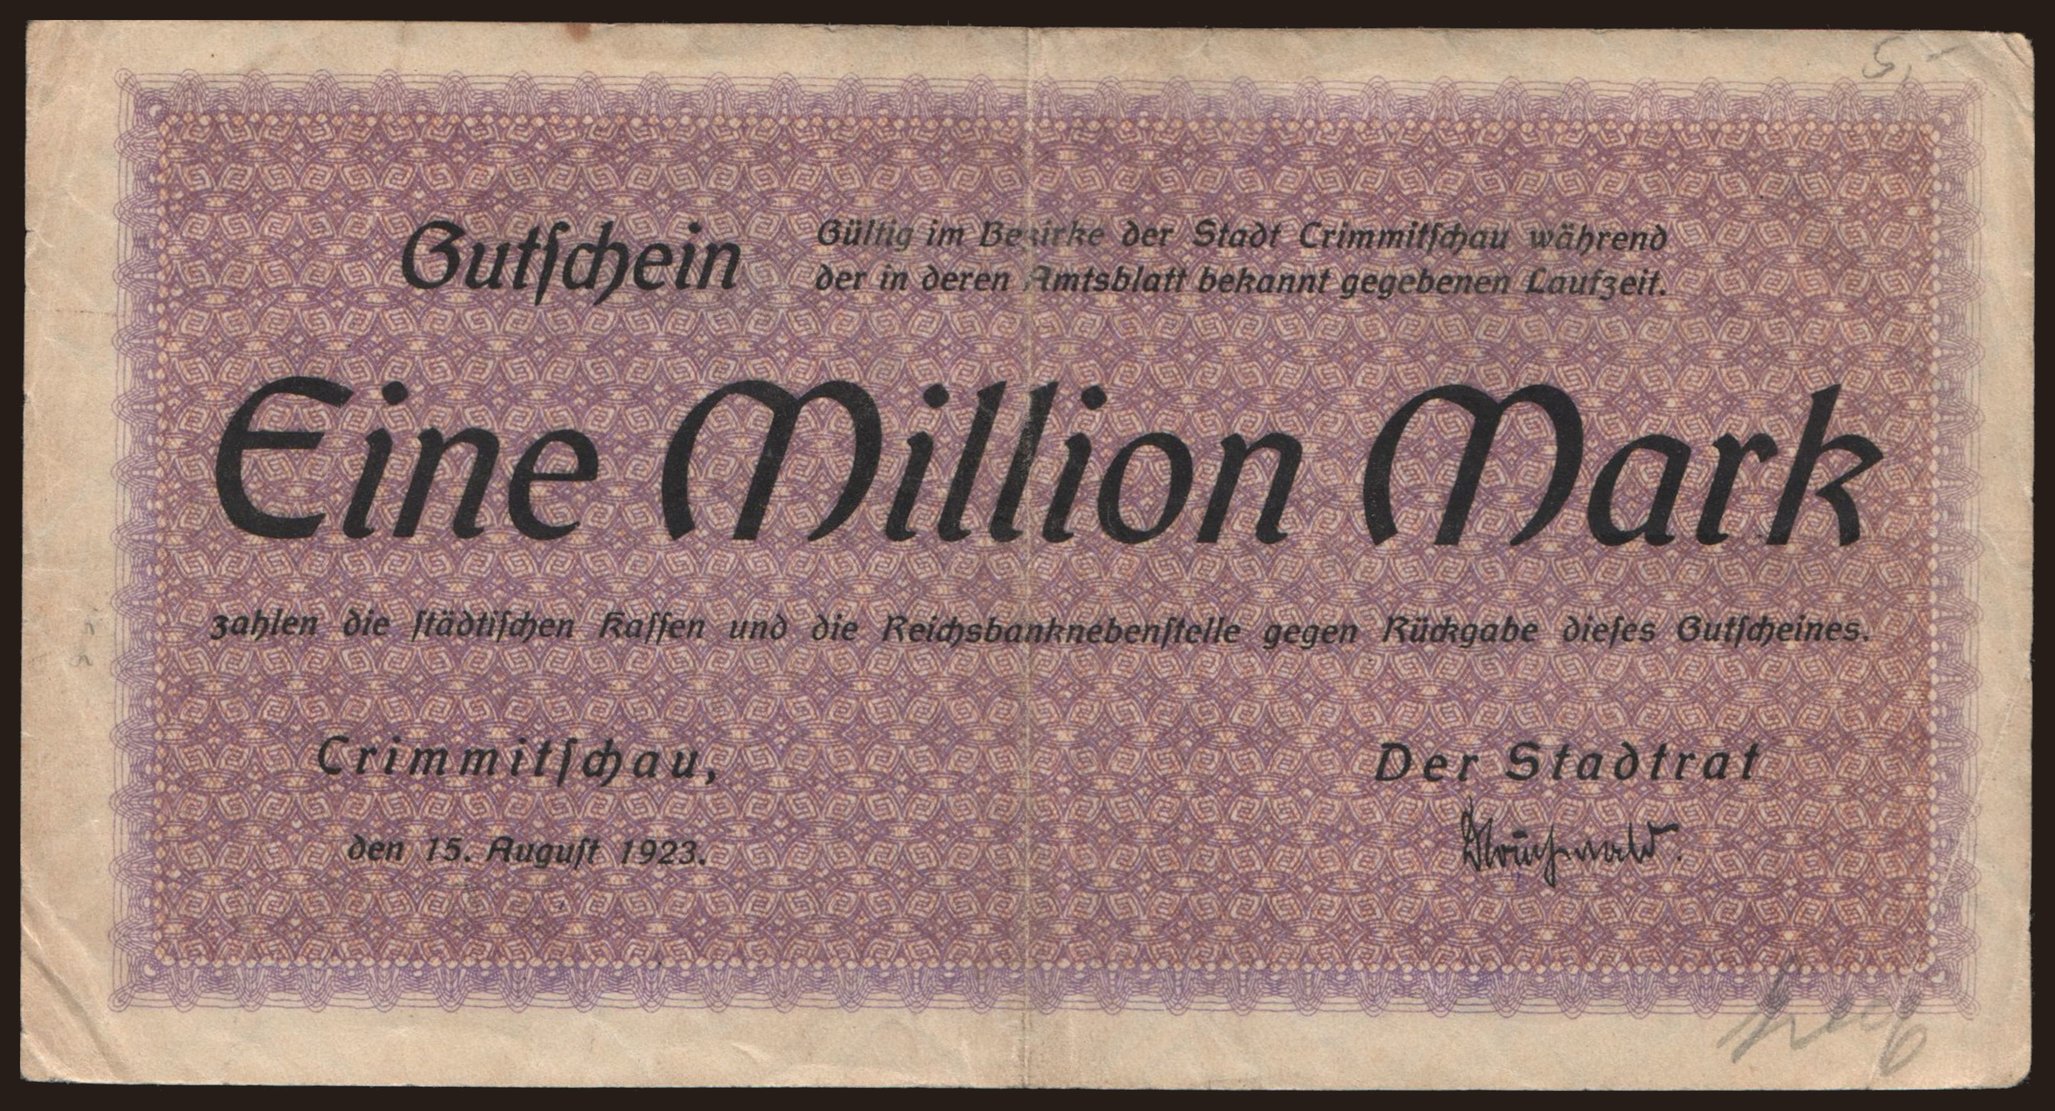 5,-
Gutſchein
Gültig im Bezirke der Stadt Crimmitſchau während
der in deren Amtsblatt bekannt gegebenen Laufzeit.
Eine Million Mark
zahlen die ſtädtiſchen Kaſſen und die Reichsbanknebenſtelle gegen Rückgabe dieſes Gutſcheines.
Crimmitſchau,
den 15. Auguſt 1923.
Der Stadtrat